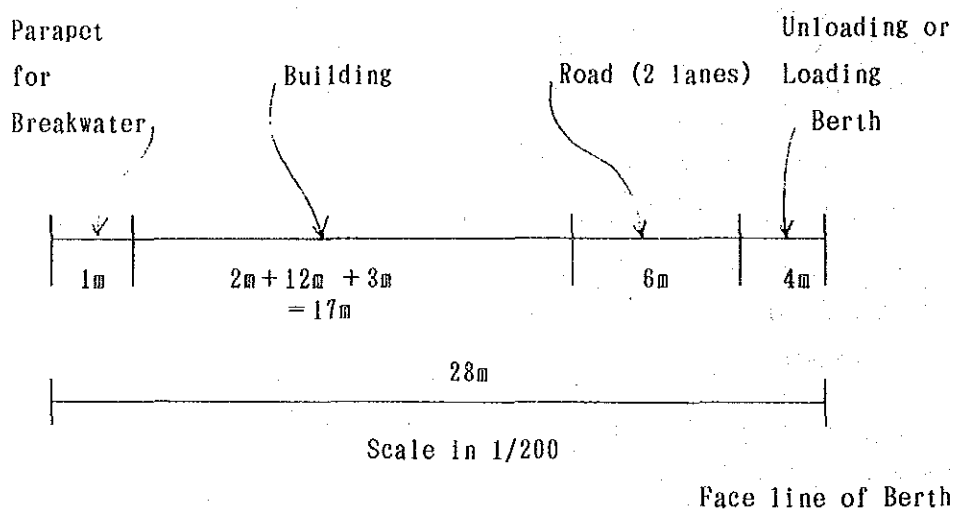 Parapet
for
Breakwater
Building
Road (2 lanes)
Unloading or
Loading
Berth
1m
2m + 12m + 3m
= 17m
6m
4m
28m
Scale in 1/200
Face line of Berth